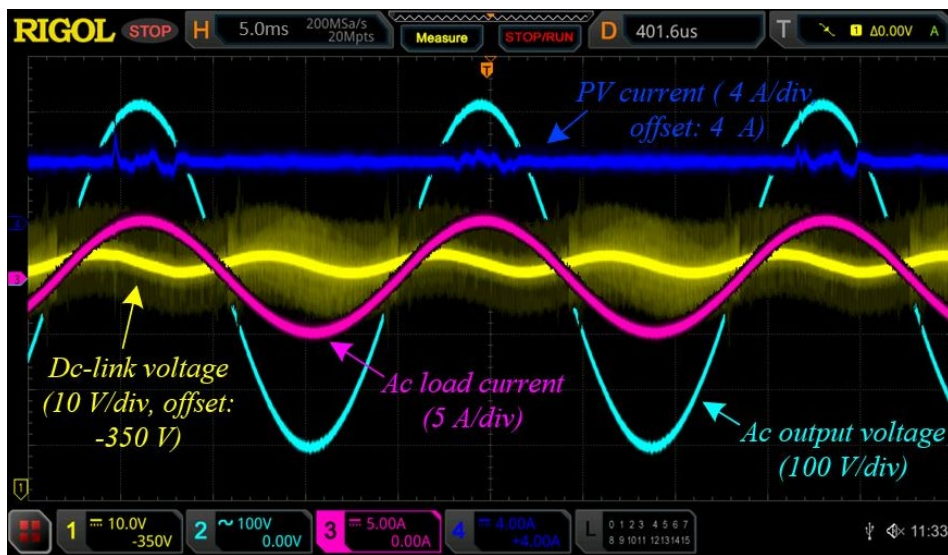 RIGOL STOP H 5.0ms 200MSa/s 20Mpts Measure STOP/RUN D 401.6us T 1 Δ0.00V A
T
PV current ( 4 A/div
offset: 4 A)
3
Dc-link voltage
(10 V/div, offset:
-350 V)
Ac load current
(5 A/div)
Ac output voltage
(100 V/div)
1
1 10.0V -350V 2 ~ 100V 0.00V 3 5.00A 0.00A 4 4.00A +4.00A L 0 1 2 3 4 5 6 7
8 9 10 11 12 13 14 15 11:33